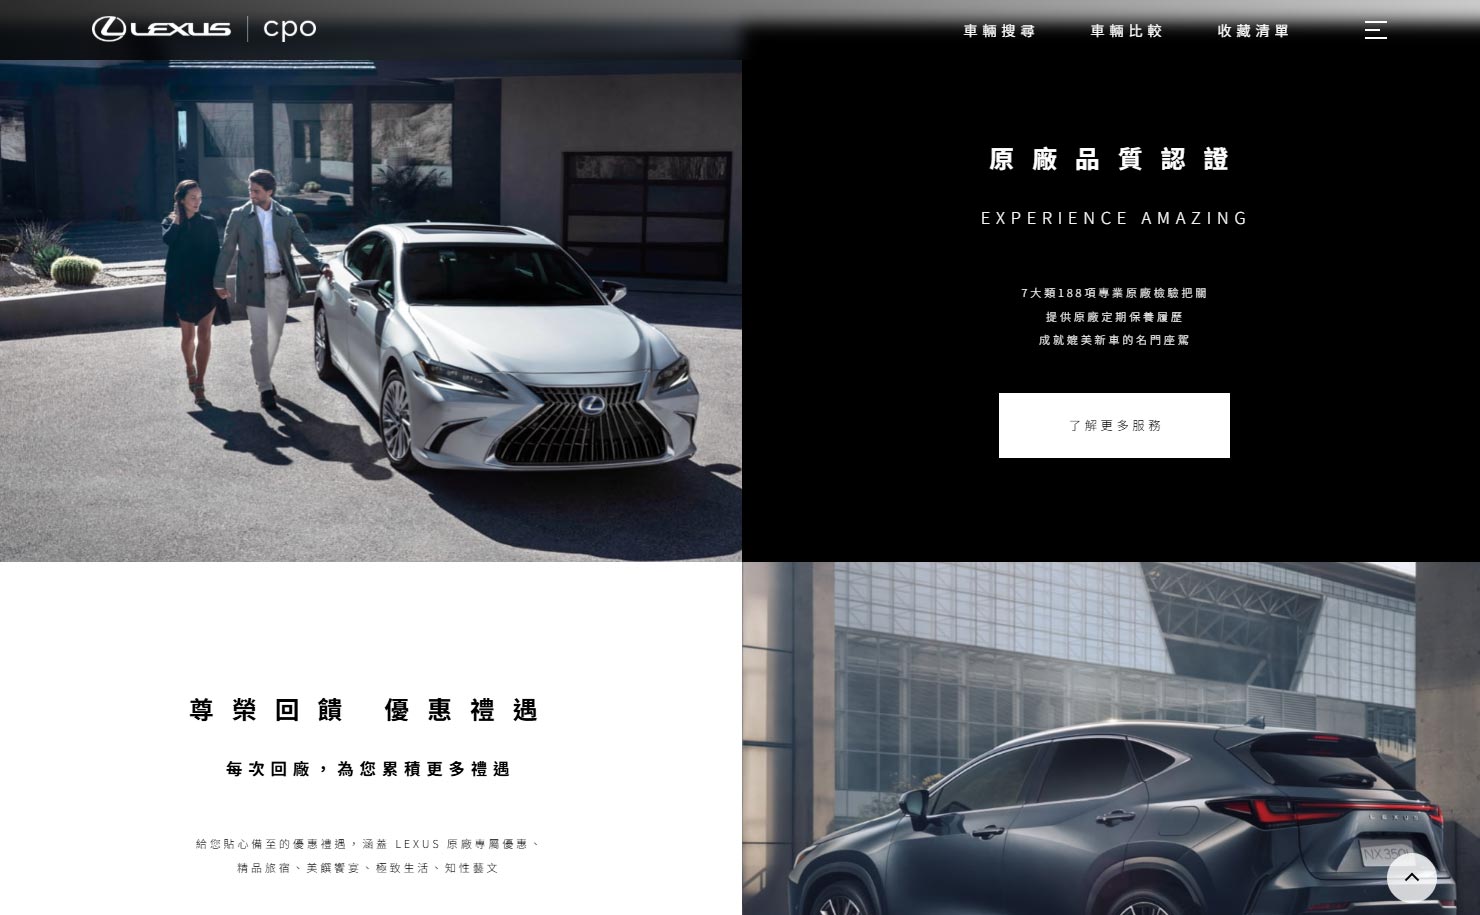 LEXUS cpo
車輛搜尋 車輛比較 收藏清單
原廠品質認證
EXPERIENCE AMAZING
7大類188項專業原廠檢驗把關
提供原廠定期保養履歷
成就媲美新車的名門座駕
了解更多服務
尊榮回饋 優惠禮遇
每次回廠，為您累積更多禮遇
給您貼心備至的優惠禮遇，涵蓋 LEXUS 原廠專屬優惠、
精品旅宿、美饌饗宴、極致生活、知性藝文
LEXUS